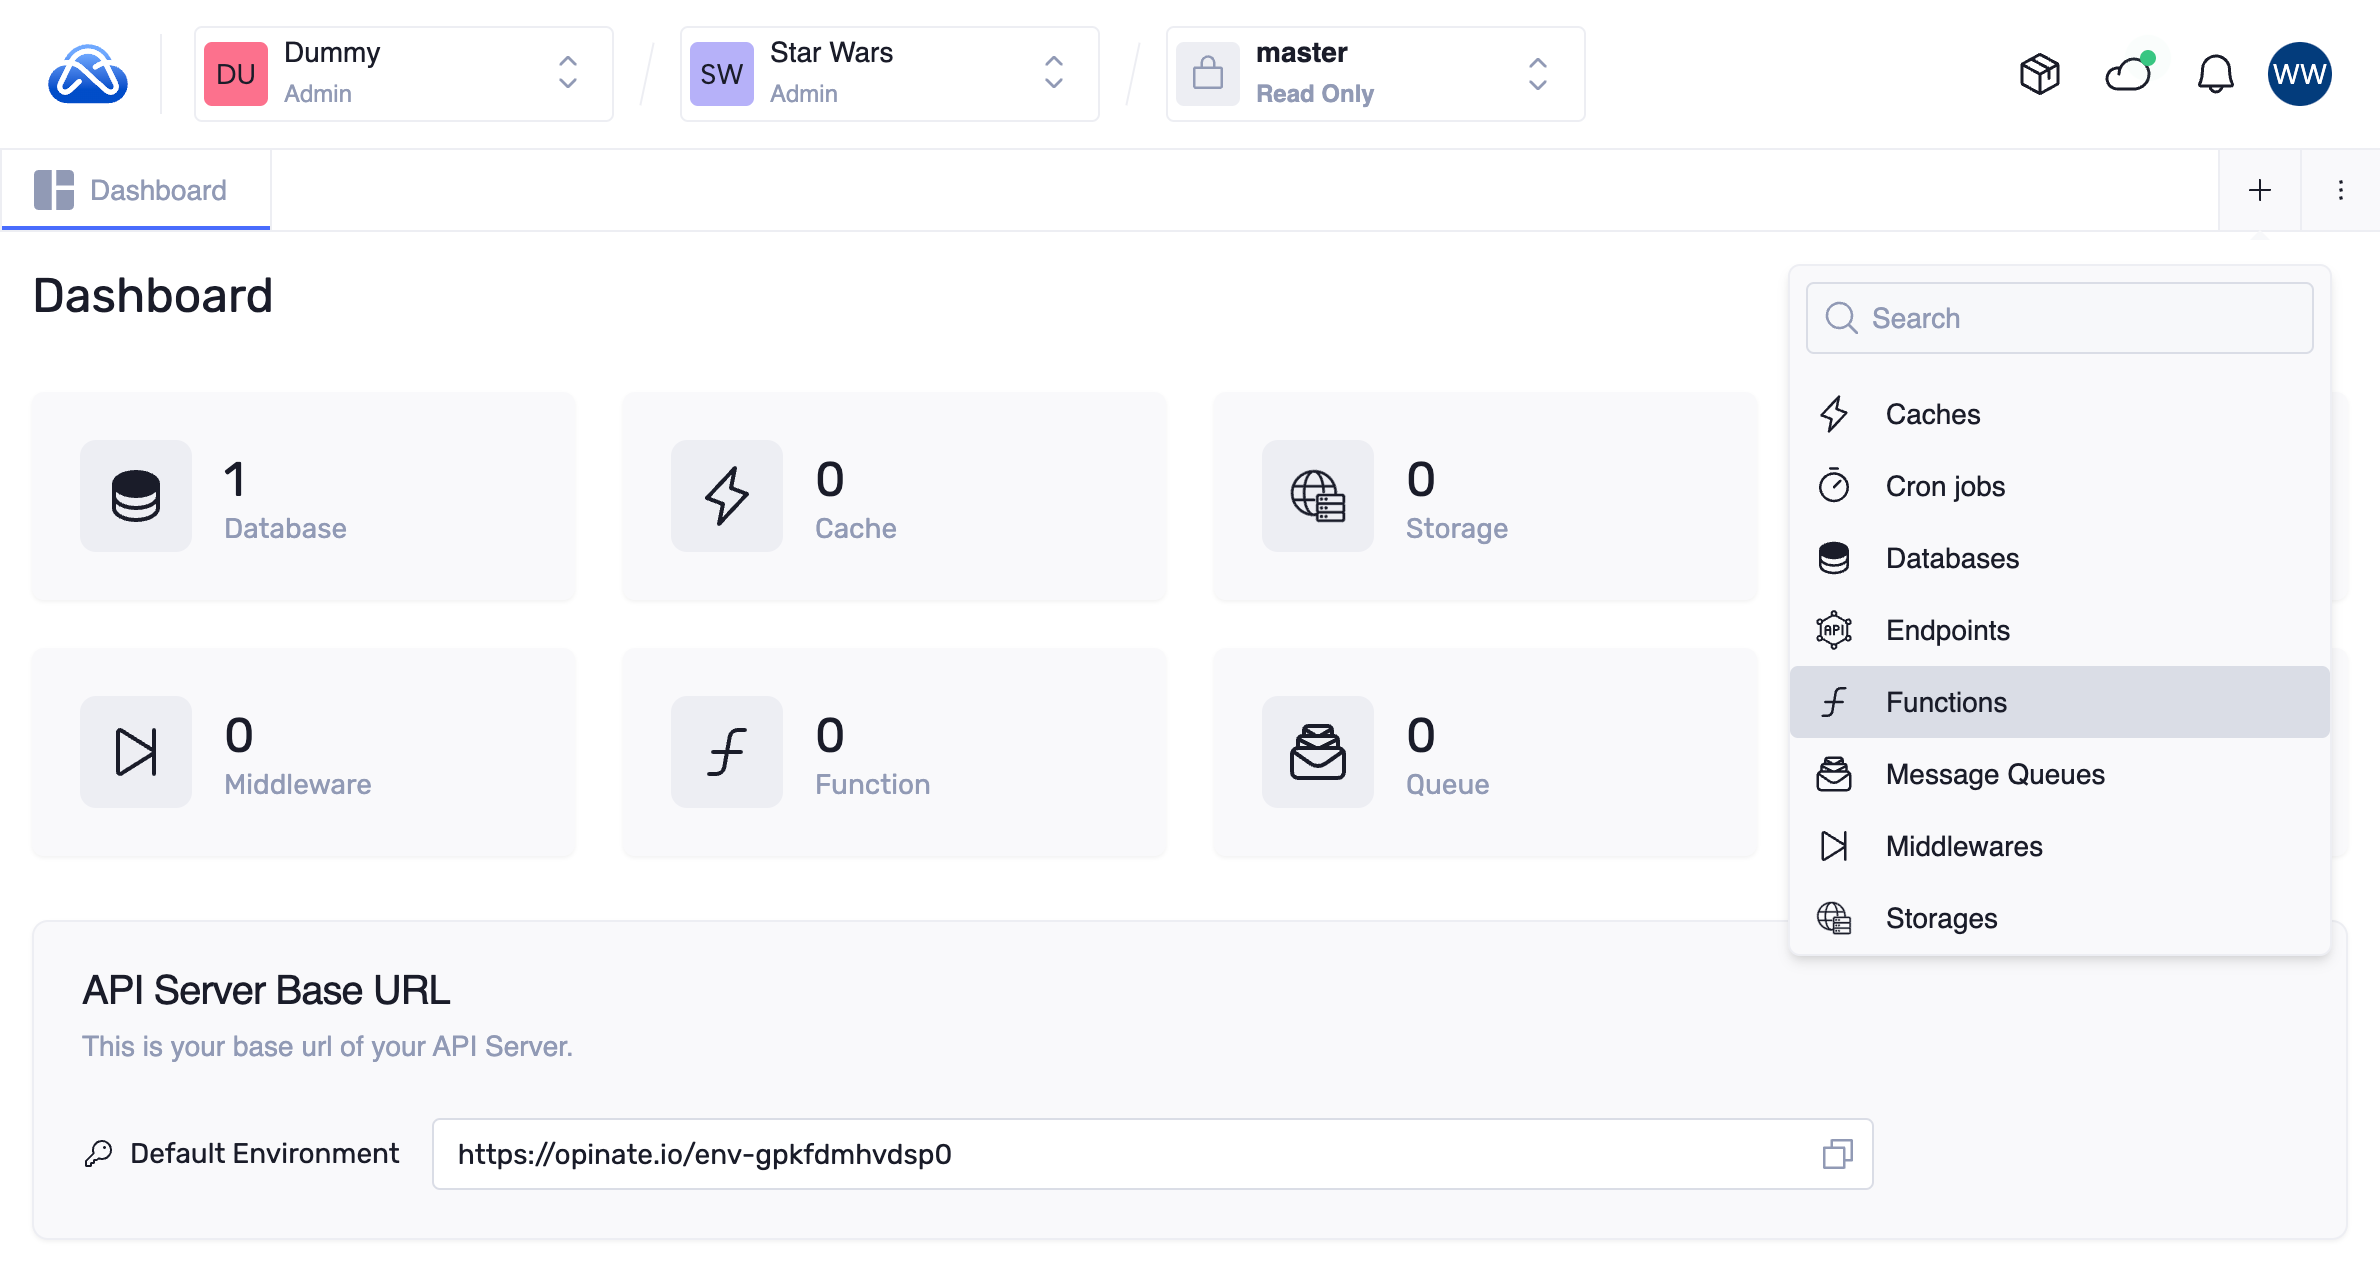 DU
Dummy
Admin
SW
Star Wars
Admin
master
Read Only
WW
Dashboard
Dashboard
Search
Caches
Cron jobs
Databases
Endpoints
Functions
Message Queues
Middlewares
Storages
1
Database
0
Cache
0
Storage
0
Middleware
0
Function
0
Queue
API
API Server Base URL
This is your base url of your API Server.
Default Environment
https://opinate.io/env-gpkfdmhvdsp0